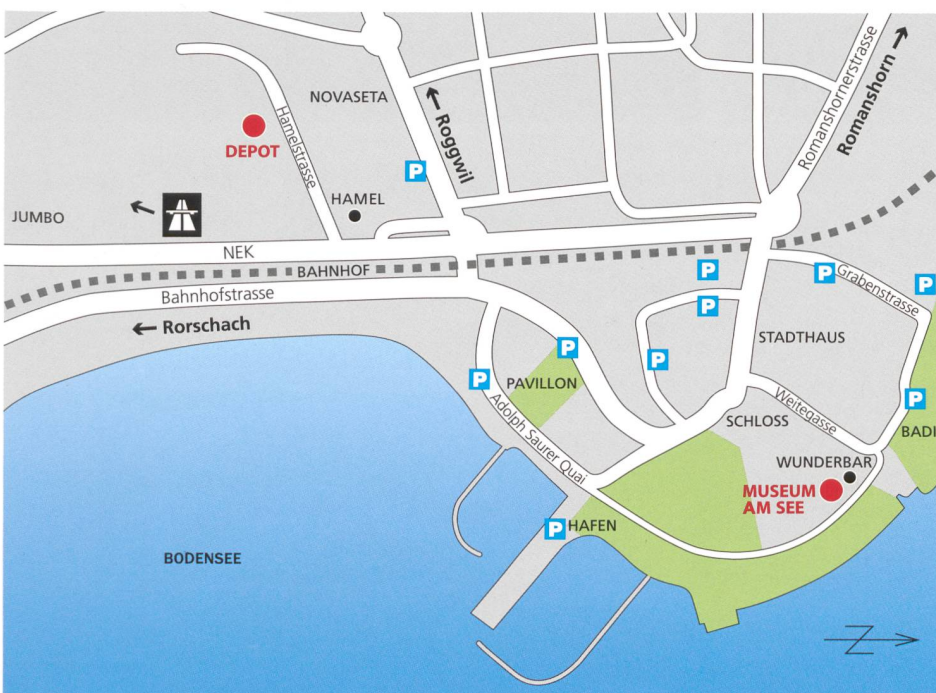 NOVASETA
Hamelstrasse
DEPOT
Roggwil
Romanshornerstrasse
Romanshorn
P
HAMEL
JUMBO
NEK
BAHNHOF
Bahnhofstrasse
Rorschach
P
P
Grabenstrasse
P
P
STADTHAUS
P
P
P
PAVILLON
P
Adolph Saurer Quai
SCHLOSS
Weitegasse
BADI
WUNDERBAR
MUSEUM
AM SEE
P
HAFEN
BODENSEE